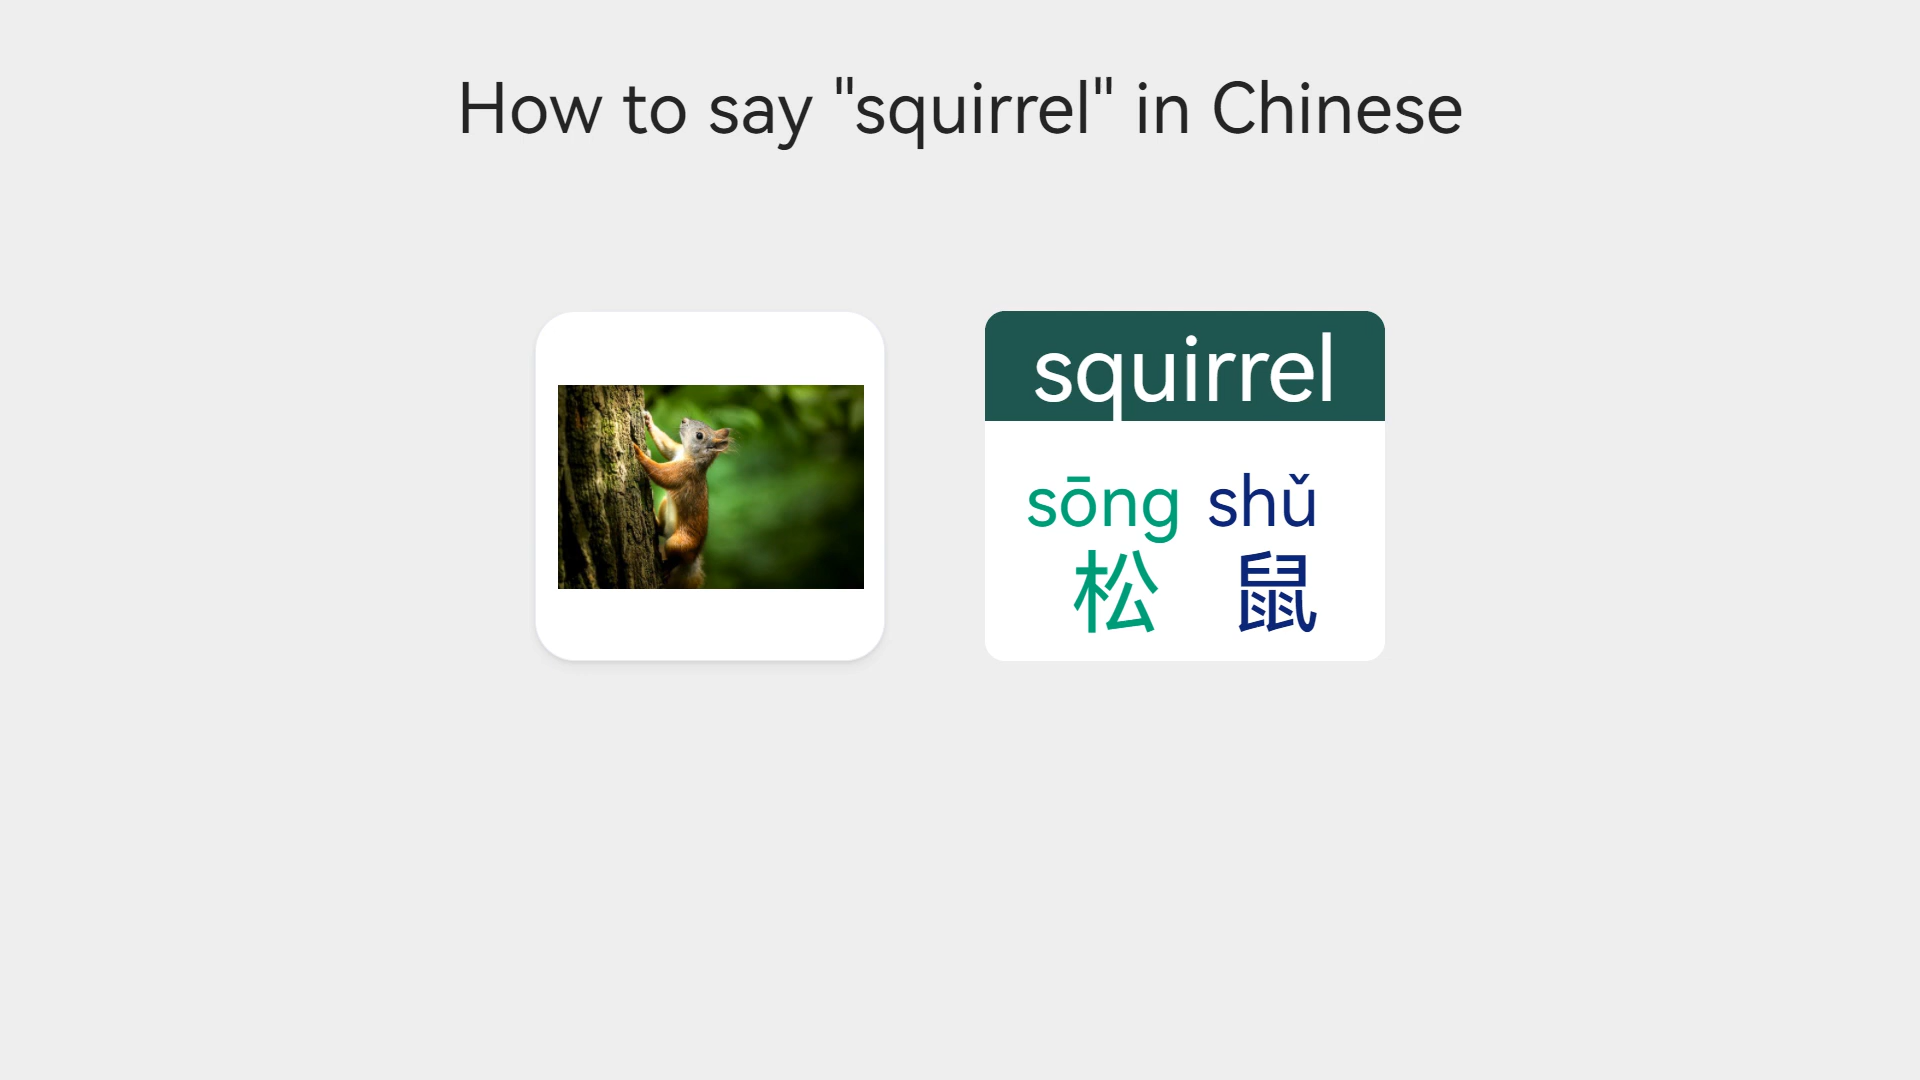 How to say "squirrel" in Chinese
squirrel
sōng shǔ
松 鼠